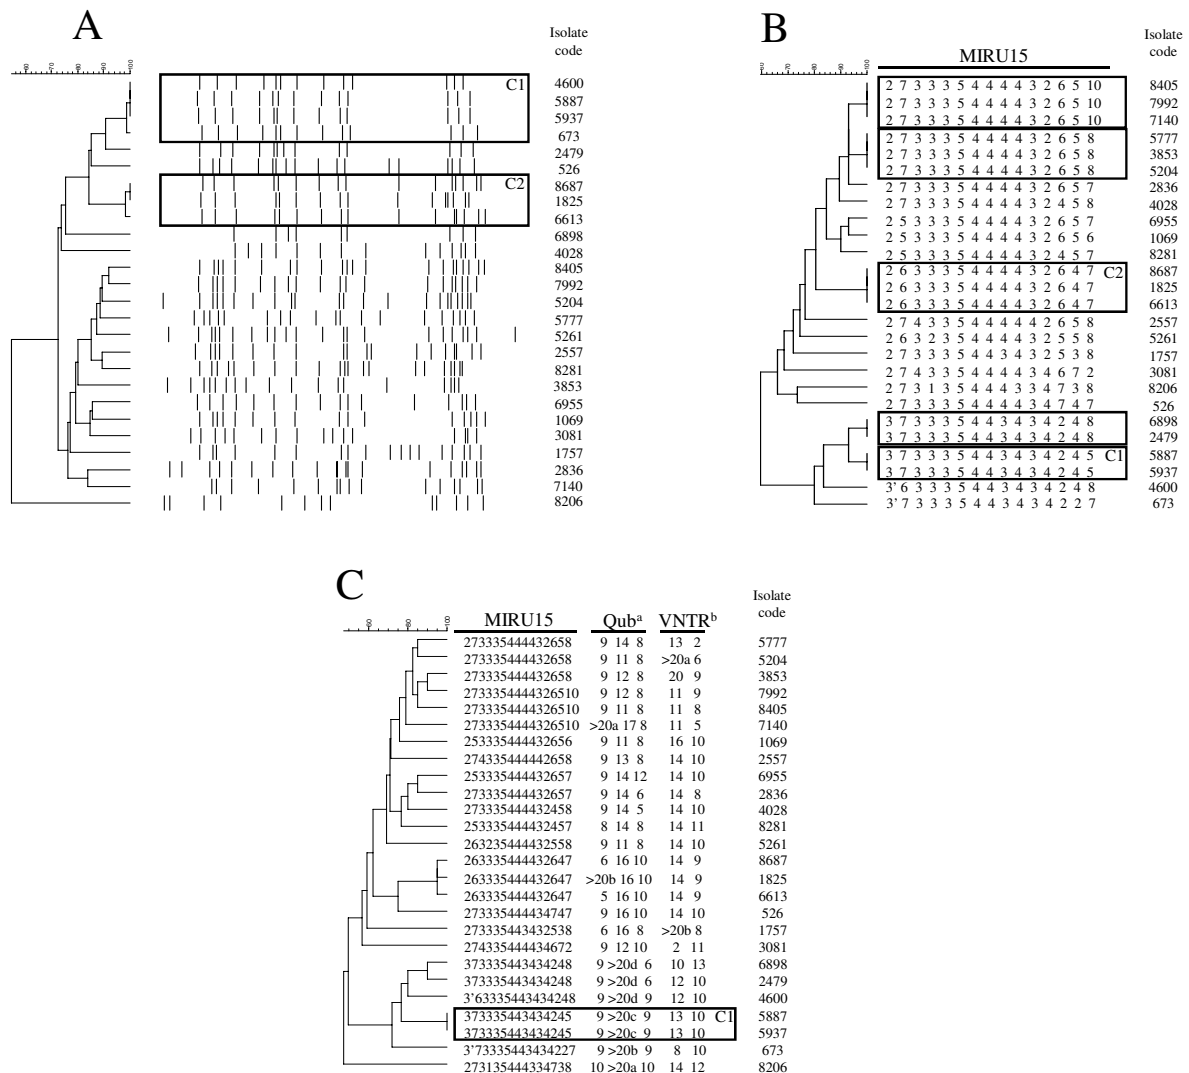 A
Isolate
code
60 80 100
C1 4600
5887
5937
673
2479
526
C2 8687
1825
6613
6898
4028
8405
7992
5204
5777
5261
2557
8281
3853
6955
1069
3081
1757
2836
7140
8206
B
Isolate
code
MIRU15
60 80 100
2 7 3 3 3 5 4 4 4 4 3 2 6 5 10 8405
2 7 3 3 3 5 4 4 4 4 3 2 6 5 10 7992
2 7 3 3 3 5 4 4 4 4 3 2 6 5 10 7140
2 7 3 3 3 5 4 4 4 4 3 2 6 5 8 5777
2 7 3 3 3 5 4 4 4 4 3 2 6 5 8 3853
2 7 3 3 3 5 4 4 4 4 3 2 6 5 8 5204
2 7 3 3 3 5 4 4 4 4 3 2 6 5 7 2836
2 7 3 3 3 5 4 4 4 4 3 2 4 5 8 4028
2 5 3 3 3 5 4 4 4 4 3 2 6 5 7 6955
2 5 3 3 3 5 4 4 4 4 3 2 6 5 6 1069
2 5 3 3 3 5 4 4 4 4 3 2 4 5 7 8281
2 6 3 3 3 5 4 4 4 4 3 2 6 4 7 C2 8687
2 6 3 3 3 5 4 4 4 4 3 2 6 4 7 1825
2 6 3 3 3 5 4 4 4 4 3 2 6 4 7 6613
2 7 4 3 3 5 4 4 4 4 4 2 6 5 8 2557
2 6 3 2 3 5 4 4 4 4 3 2 5 5 8 5261
2 7 3 3 3 5 4 4 3 4 3 2 5 3 8 1757
2 7 4 3 3 5 4 4 4 4 3 4 6 7 2 3081
2 7 3 1 3 5 4 4 4 3 3 4 7 3 8 8206
2 7 3 3 3 5 4 4 4 4 3 4 7 4 7 526
3 7 3 3 3 5 4 4 3 4 3 4 2 4 8 6898
3 7 3 3 3 5 4 4 3 4 3 4 2 4 8 2479
3 7 3 3 3 5 4 4 3 4 3 4 2 4 5 C1 5887
3 7 3 3 3 5 4 4 3 4 3 4 2 4 5 5937
3' 6 3 3 3 5 4 4 3 4 3 4 2 4 8 4600
3' 7 3 3 3 5 4 4 3 4 3 4 2 2 7 673
C
Isolate
code
MIRU15 Qubᵃ VNTRᵇ
60 80 100
273335444432658 9 14 8 13 2 5777
273335444432658 9 11 8 >20a 6 5204
273335444432658 9 12 8 20 9 3853
2733354444326510 9 12 8 11 9 7992
2733354444326510 9 11 8 11 8 8405
2733354444326510 >20a 17 8 11 5 7140
253335444432656 9 11 8 16 10 1069
274335444442658 9 13 8 14 10 2557
253335444432657 9 14 12 14 10 6955
273335444432657 9 14 6 14 8 2836
273335444432458 9 14 5 14 10 4028
253335444432457 8 14 8 14 11 8281
263235444432558 9 11 8 14 10 5261
263335444432647 6 16 10 14 9 8687
263335444432647 >20b 16 10 14 9 1825
263335444432647 5 16 10 14 9 6613
273335444434747 9 16 10 14 10 526
273335443432538 6 16 8 >20b 8 1757
274335444434672 9 12 10 2 11 3081
373335443434248 9 >20d 6 10 13 6898
373335443434248 9 >20d 6 12 10 2479
3'63335443434248 9 >20d 9 12 10 4600
373335443434245 9 >20c 9 13 10 C1 5887
373335443434245 9 >20c 9 13 10 5937
3'73335443434227 9 >20b 9 8 10 673
273135444334738 10 >20a 10 14 12 8206